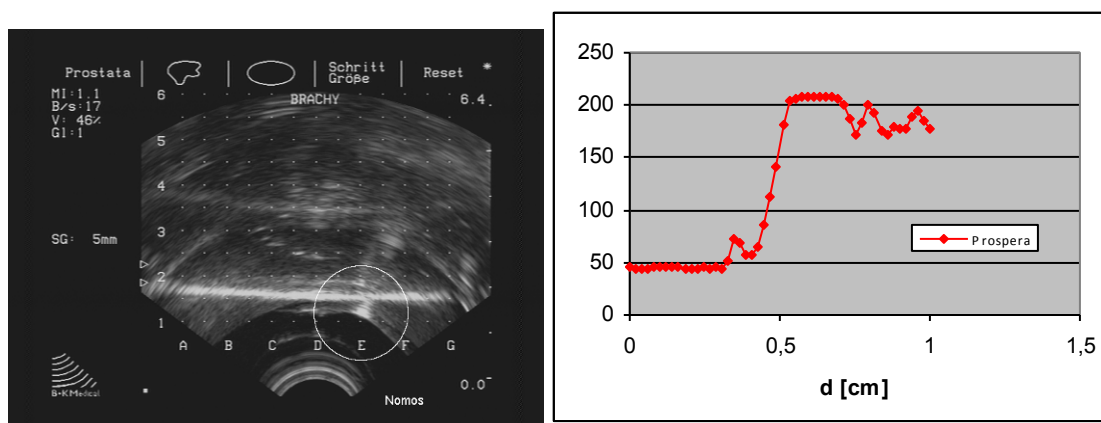 Prostata Schritt Größe Reset *
MI:1.1
B/s:17
V: 46%
G1:1
6
BRACHY
6.4
5
4
SG: 5mm
3
2
1
A B C D E F G
B-K Medical
0.0
Nomos
250
200
150
100
50
0
Prospera
0 0,5 1 1,5
d [cm]